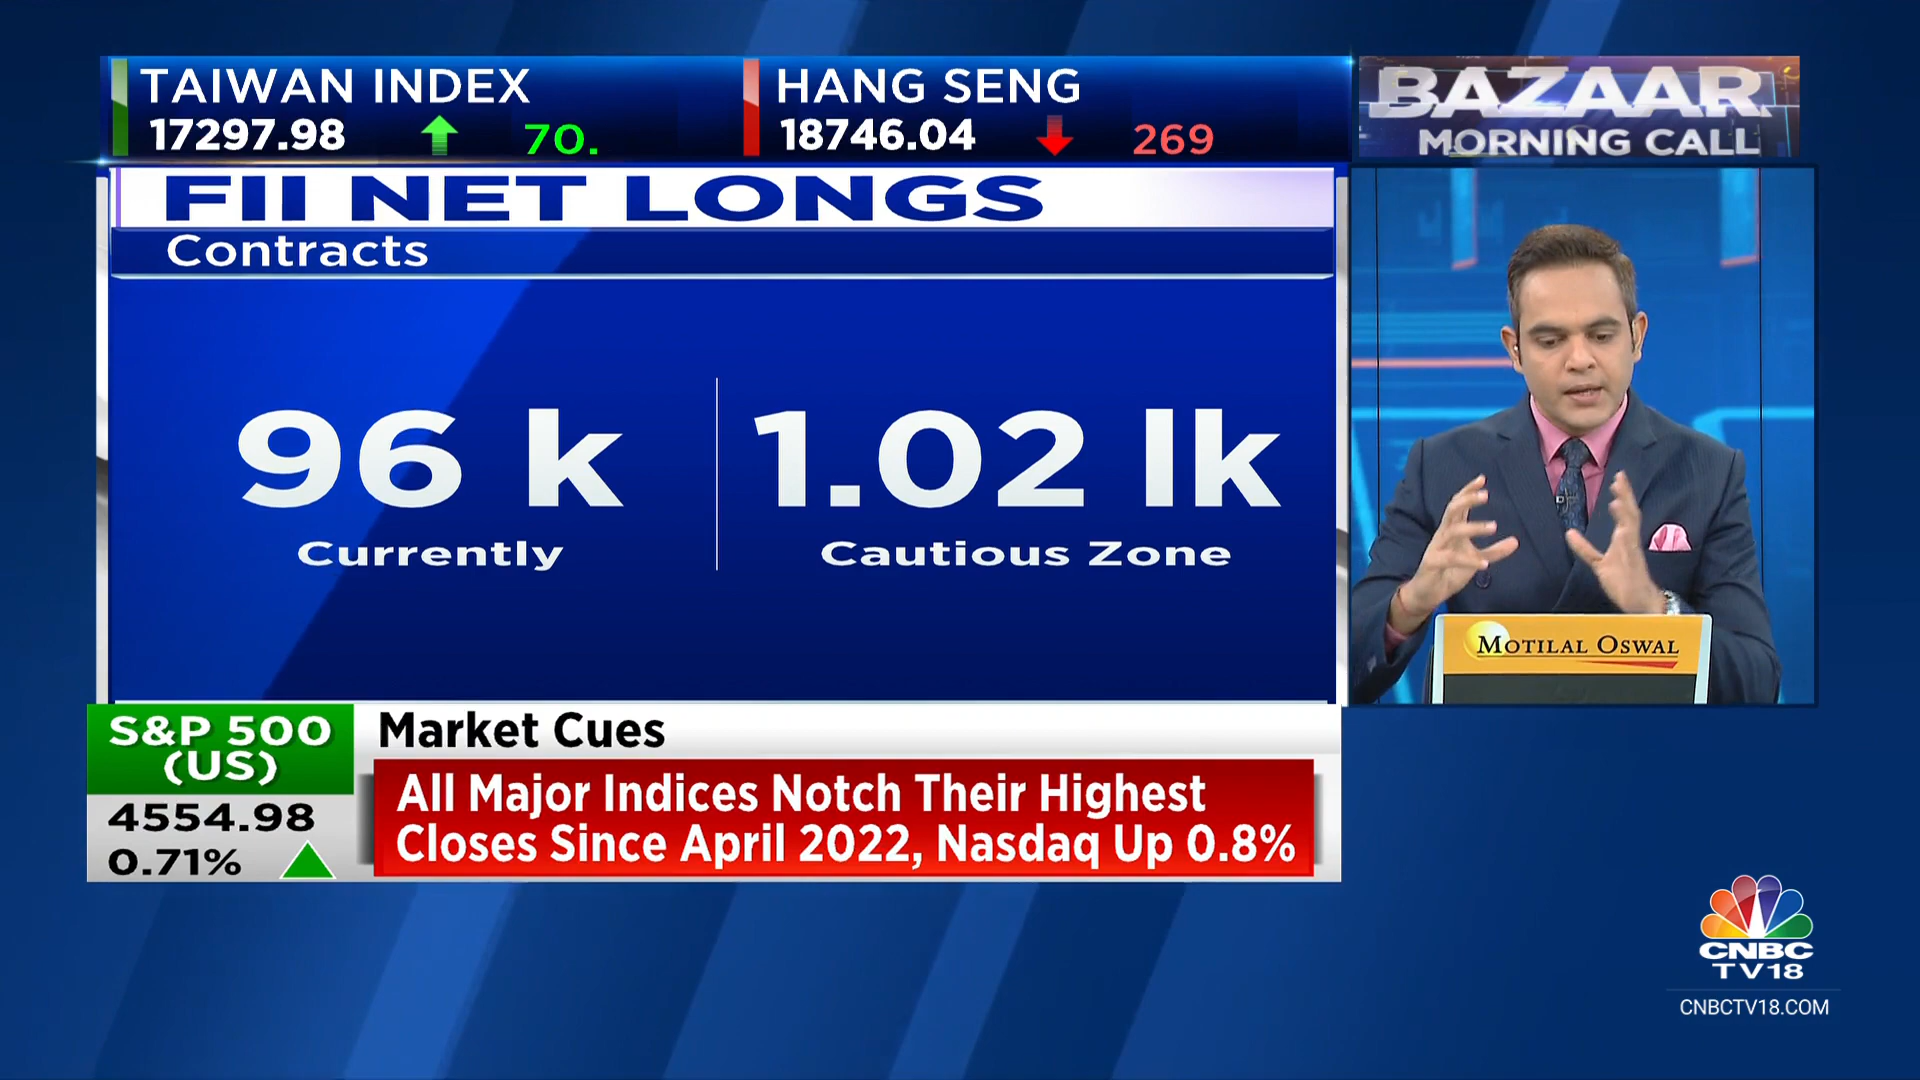 TAIWAN INDEX
17297.98 70.
HANG SENG
18746.04 269
BAZAAR
MORNING CALL
FII NET LONGS
Contracts
96 k
Currently
1.02 lk
Cautious Zone
MOTILAL OSWAL
S&P 500
(US)
4554.98
0.71%
Market Cues
All Major Indices Notch Their Highest
Closes Since April 2022, Nasdaq Up 0.8%
CNBC
TV18
CNBCTV18.COM